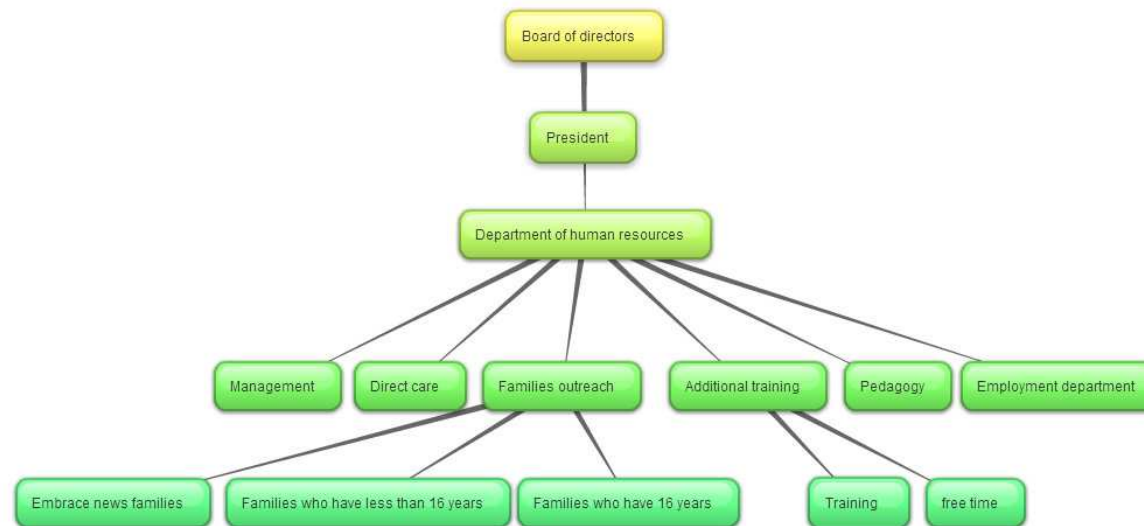 Board of directors
President
Department of human resources
Management
Direct care
Families outreach
Additional training
Pedagogy
Employment department
Embrace news families
Families who have less than 16 years
Families who have 16 years
Training
free time